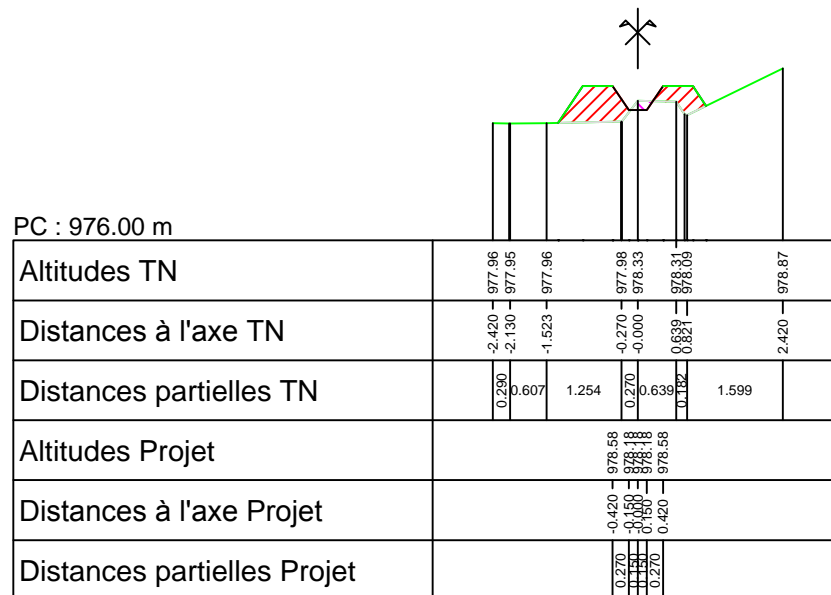 PC : 976.00 m
Altitudes TN 977.96 977.95 977.96 977.98 978.33 978.31 978.09 978.87
Distances à l'axe TN -2.420 -2.130 -1.523 -0.270 -0.000 0.639 0.821 2.420
Distances partielles TN 0.290 0.607 1.254 0.270 0.639 0.182 1.599
Altitudes Projet 978.58 978.18 978.18 978.18 978.58
Distances à l'axe Projet -0.420 -0.150 -0.000 0.150 0.420
Distances partielles Projet 0.270 0.150 0.150 0.270